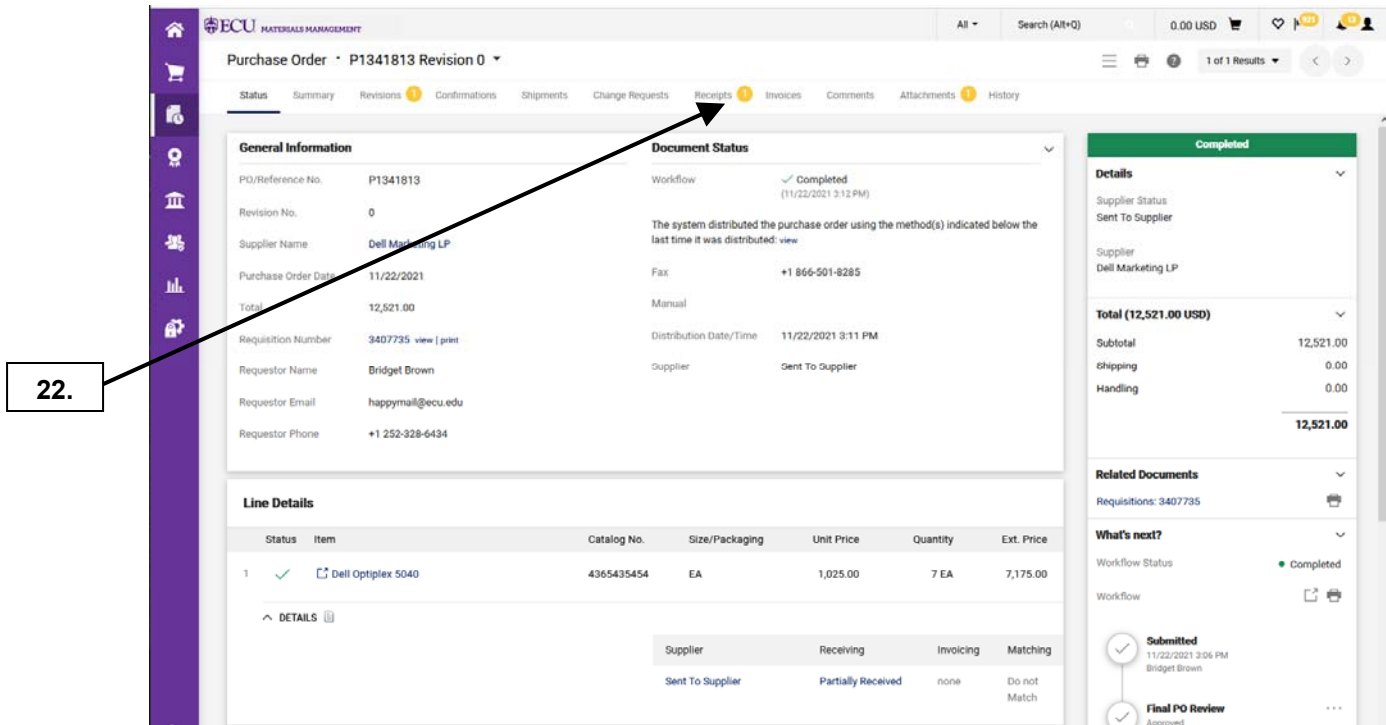 ECU MATERIALS MANAGEMENT
All
Search (Alt+Q)
0.00 USD
Purchase Order • P1341813 Revision 0
1 of 1 Results
Status Summary Revisions 1 Confirmations Shipments Change Requests Receipts 1 Invoices Comments Attachments 1 History
22.
General Information
PO/Reference No. P1341813
Revision No. 0
Supplier Name Dell Marketing LP
Purchase Order Date 11/22/2021
Total 12,521.00
Requisition Number 3407735 view | print
Requestor Name Bridget Brown
Requestor Email happymail@ecu.edu
Requestor Phone +1 252-328-6434
Document Status
Workflow Completed
(11/22/2021 3:12 PM)
The system distributed the purchase order using the method(s) indicated below the
last time it was distributed: view
Fax +1 866-501-8285
Manual
Distribution Date/Time 11/22/2021 3:11 PM
Supplier Sent To Supplier
Line Details
Status Item Catalog No. Size/Packaging Unit Price Quantity Ext. Price
1 Dell Optiplex 5040 4365435454 EA 1,025.00 7 EA 7,175.00
DETAILS
Supplier Receiving Invoicing Matching
Sent To Supplier Partially Received none Do not
Match
Completed
Details
Supplier Status
Sent To Supplier
Supplier
Dell Marketing LP
Total (12,521.00 USD)
Subtotal 12,521.00
Shipping 0.00
Handling 0.00
12,521.00
Related Documents
Requisitions: 3407735
What's next?
Workflow Status Completed
Workflow
Submitted
11/22/2021 3:06 PM
Bridget Brown
Final PO Review
Approved